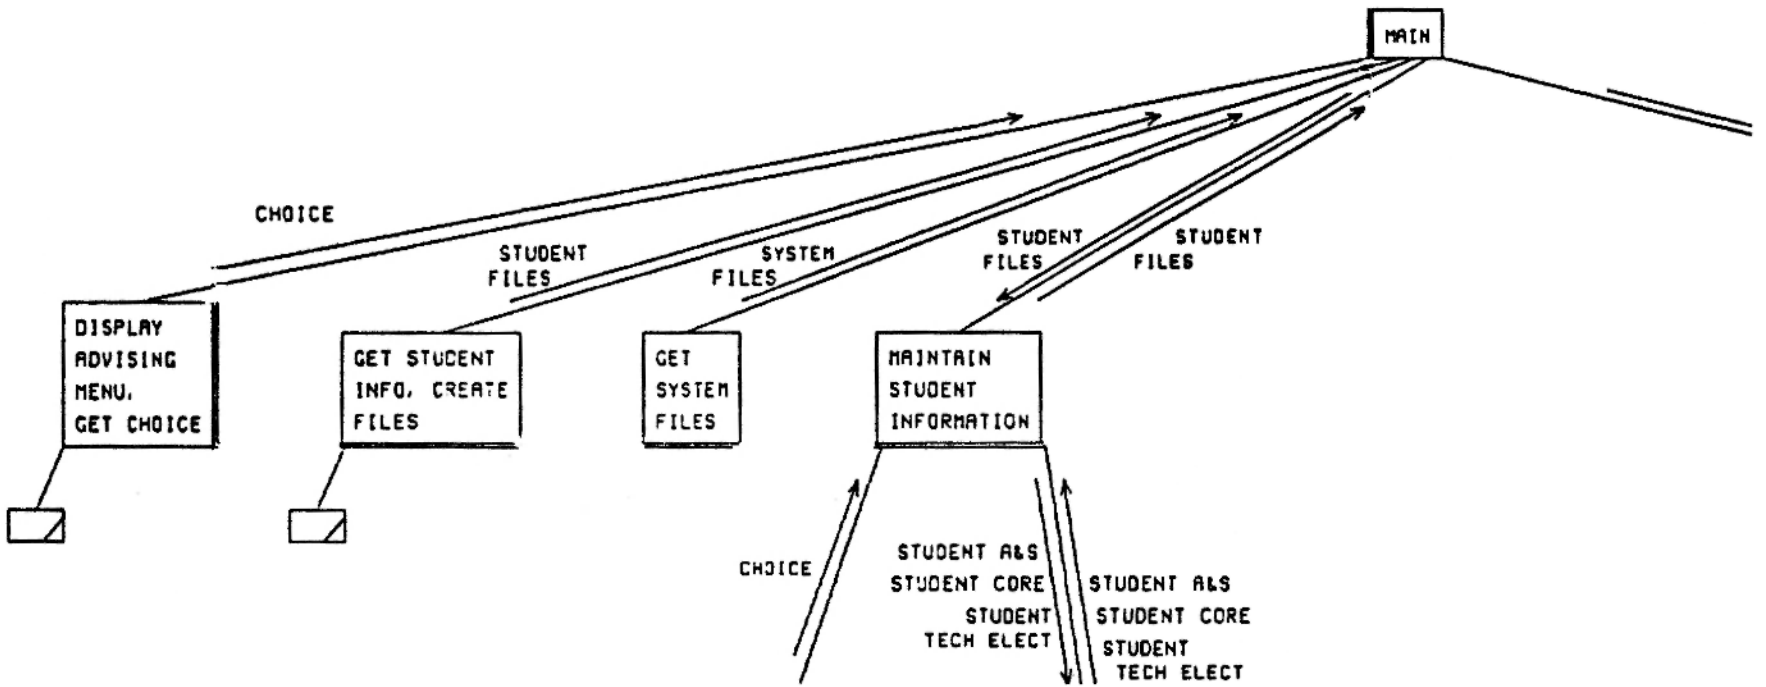 MAIN
CHOICE
STUDENT
FILES
SYSTEM
FILES
STUDENT
FILES
STUDENT
FILES
DISPLAY
ADVISING
MENU,
GET CHOICE
GET STUDENT
INFO, CREATE
FILES
GET
SYSTEM
FILES
MAINTAIN
STUDENT
INFORMATION
CHOICE
STUDENT A&S
STUDENT CORE
STUDENT
TECH ELECT
STUDENT A&S
STUDENT CORE
STUDENT
TECH ELECT